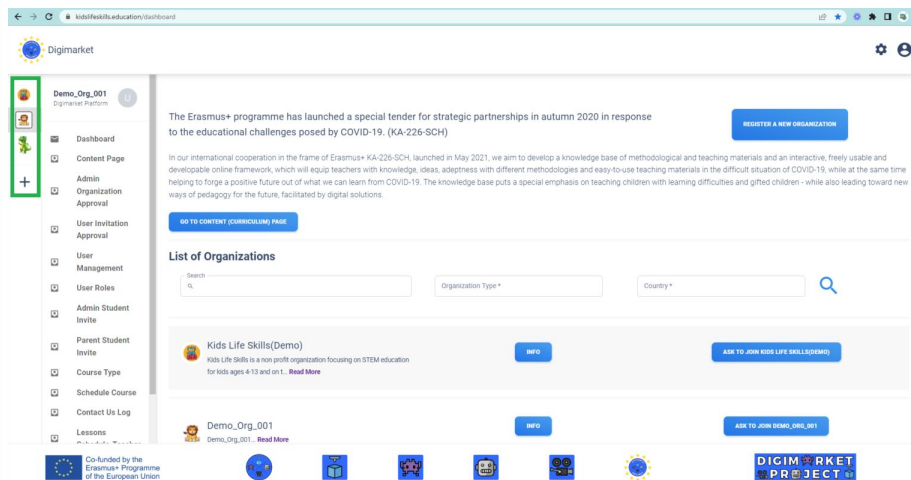 kidslifeskills.education/dashboard
Digimarket
Demo_Org_001
Digimarket Platform
U
Dashboard
Content Page
Admin
Organization
Approval
User Invitation
Approval
User
Management
User Roles
Admin Student
Invite
Parent Student
Invite
Course Type
Schedule Course
Contact Us Log
Lessons
Schedule Teacher
The Erasmus+ programme has launched a special tender for strategic partnerships in autumn 2020 in response
to the educational challenges posed by COVID-19. (KA-226-SCH)
REGISTER A NEW ORGANIZATION
In our international cooperation in the frame of Erasmus+ KA-226-SCH, launched in May 2021, we aim to develop a knowledge base of methodological and teaching materials and an interactive, freely usable and
developable online framework, which will equip teachers with knowledge, ideas, adeptness with different methodologies and easy-to-use teaching materials in the difficult situation of COVID-19, while at the same time
helping to forge a positive future out of what we can learn from COVID-19. The knowledge base puts a special emphasis on teaching children with learning difficulties and gifted children - while also leading toward new
ways of pedagogy for the future, facilitated by digital solutions.
GO TO CONTENT (CURRICULUM) PAGE
List of Organizations
Search
Organization Type *
Country *
Kids Life Skills(Demo)
Kids Life Skills is a non profit organization focusing on STEM education
for kids ages 4-13 and on t... Read More
INFO
ASK TO JOIN KIDS LIFE SKILLS(DEMO)
Demo_Org_001
Demo_Org_001... Read More
INFO
ASK TO JOIN DEMO_ORG_001
Co-funded by the
Erasmus+ Programme
of the European Union
DIGIMARKET
PROJECT